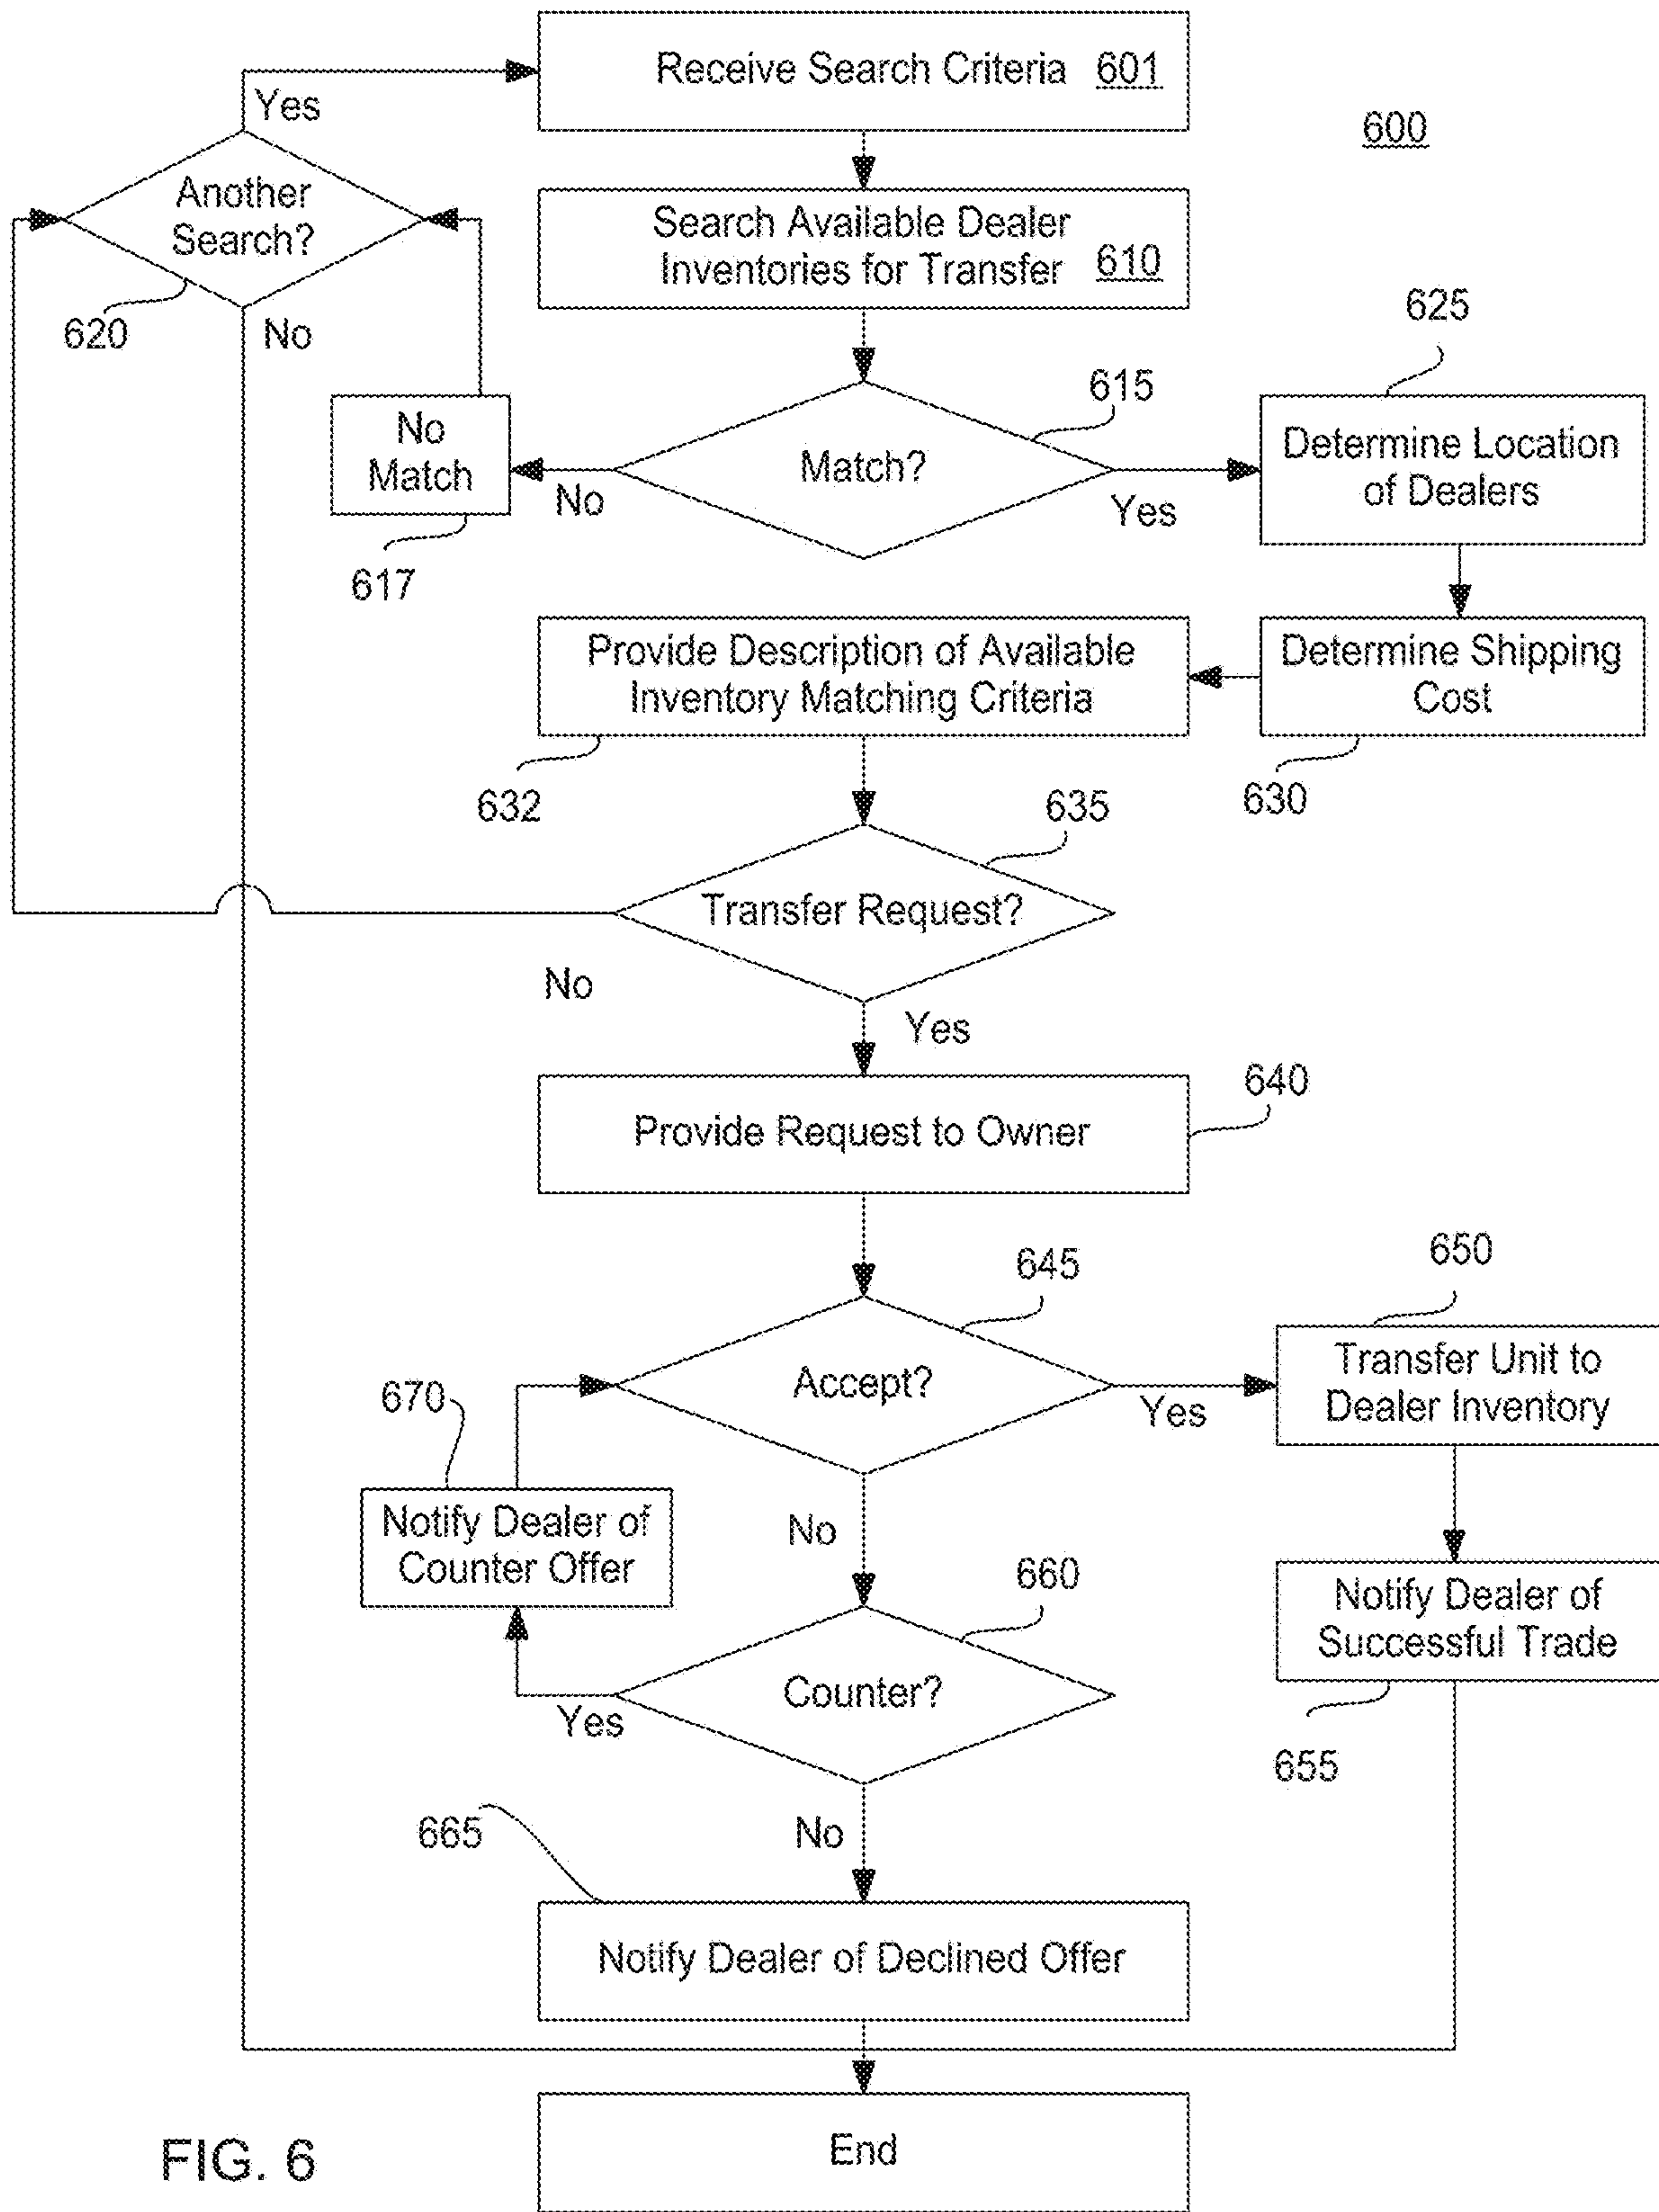 Receive Search Criteria 601
Yes
600
Another
Search?
Search Available Dealer
Inventories for Transfer 610
620
No
625
615
No
Match
Match?
Determine Location
of Dealers
No
Yes
617
Provide Description of Available
Inventory Matching Criteria
Determine Shipping
Cost
632
635
630
Transfer Request?
No
Yes
640
Provide Request to Owner
645
650
Accept?
Transfer Unit to
Dealer Inventory
670
Yes
Notify Dealer of
Counter Offer
No
660
Notify Dealer of
Successful Trade
Counter?
Yes
655
665
No
Notify Dealer of Declined Offer
End
FIG. 6